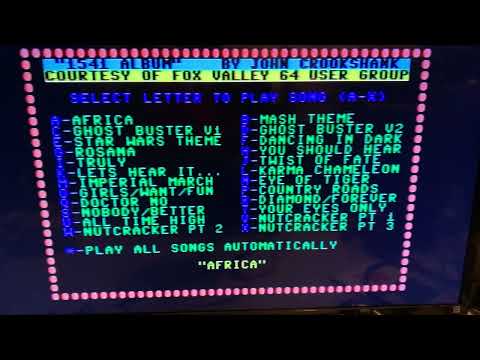 "1541 ALBUM" BY JOHN CROOKSHANK
COURTESY OF FOX VALLEY 64 USER GROUP
SELECT LETTER TO PLAY SONG (A-X)
A-AFRICA B-MASH THEME
C-GHOST BUSTER V1 D-GHOST BUSTER V2
E-STAR WARS THEME F-DANCING IN DARK
G-ROSANA H-YOU SHOULD HEAR
I-TRULY J-TWIST OF FATE
K-LETS HEAR IT... L-KARMA CHAMELEON
M-IMPERIAL MARCH N-EYE OF TIGER
O-GIRLS/WANT/FUN P-COUNTRY ROADS
Q-DOCTOR NO R-DIAMOND/FOREVER
S-NOBODY/BETTER T-YOUR EYES ONLY
U-ALL TIME HIGH V-NUTCRACKER PT 1
W-NUTCRACKER PT 2 X-NUTCRACKER PT 3
*-PLAY ALL SONGS AUTOMATICALLY
"AFRICA"